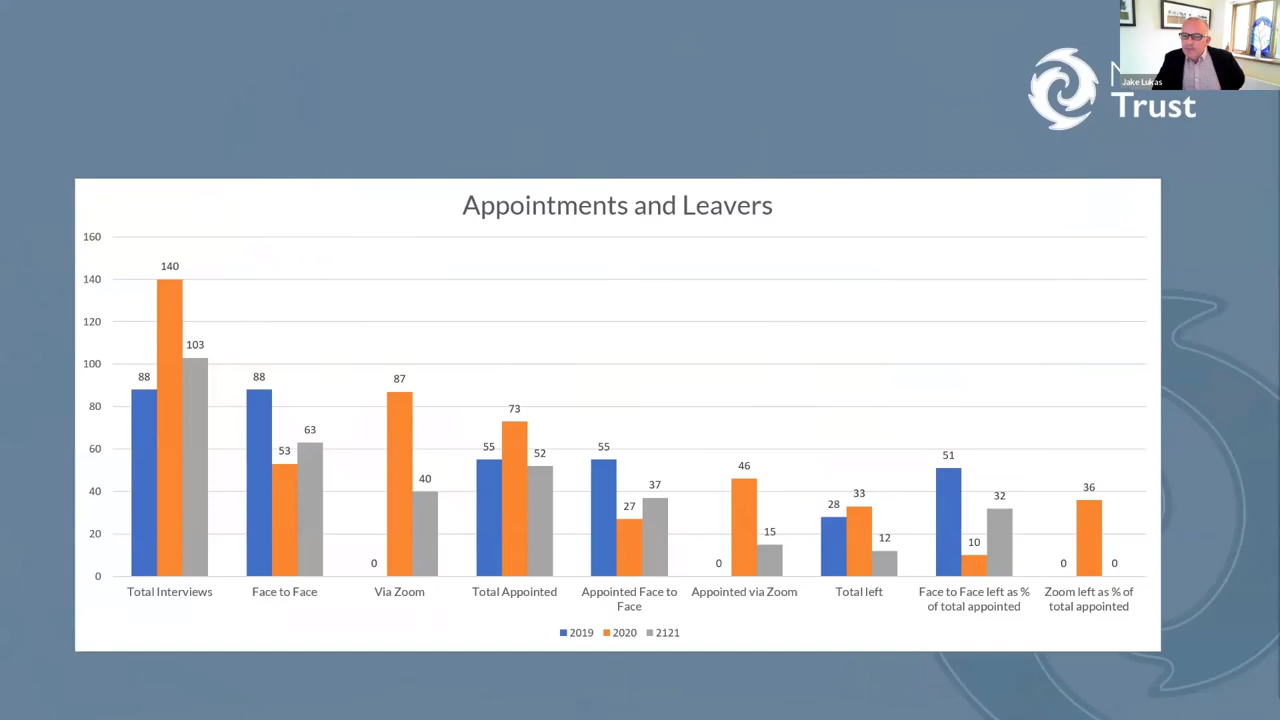 Jake Lukas
Trust
Appointments and Leavers
160
140
120
100
80
60
40
20
0
88 140 103
88 53 63
0 87 40
55 73 52
55 27 37
0 46 15
28 33 12
51 10 32
0 36 0
Total Interviews
Face to Face
Via Zoom
Total Appointed
Appointed Face to
Face
Appointed via Zoom
Total left
Face to Face left as %
of total appointed
Zoom left as % of
total appointed
2019 2020 2121